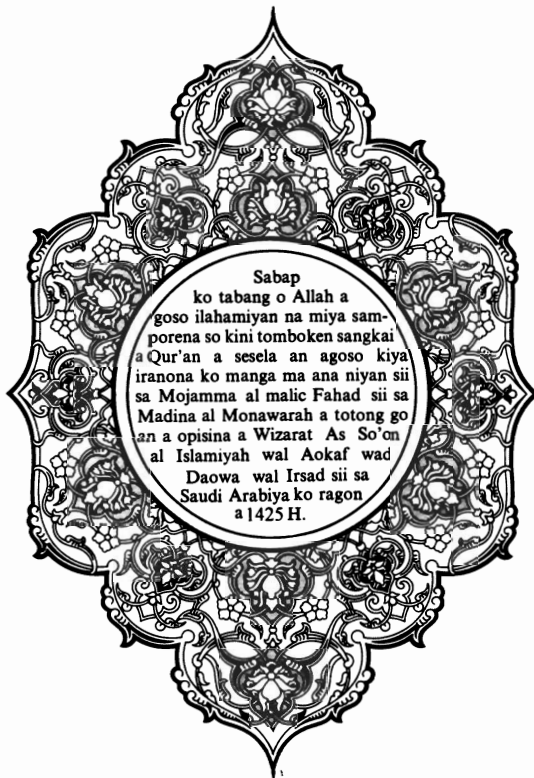 Sabap
ko tabang o Allah a
goso ilahamiyan na miya sam-
porena so kini tomboken sangkai
a Qur'an a sesela an agoso kiya
iranona ko manga ma ana niyan sii
sa Mojamma al malic Fahad sii sa
Madina al Monawarah a totong go
an a opisina a Wizarat As So'on
al Islamiyah wal Aokaf wad
Daowa wal Irsad sii sa
Saudi Arabiya ko ragon
a 1425 H.